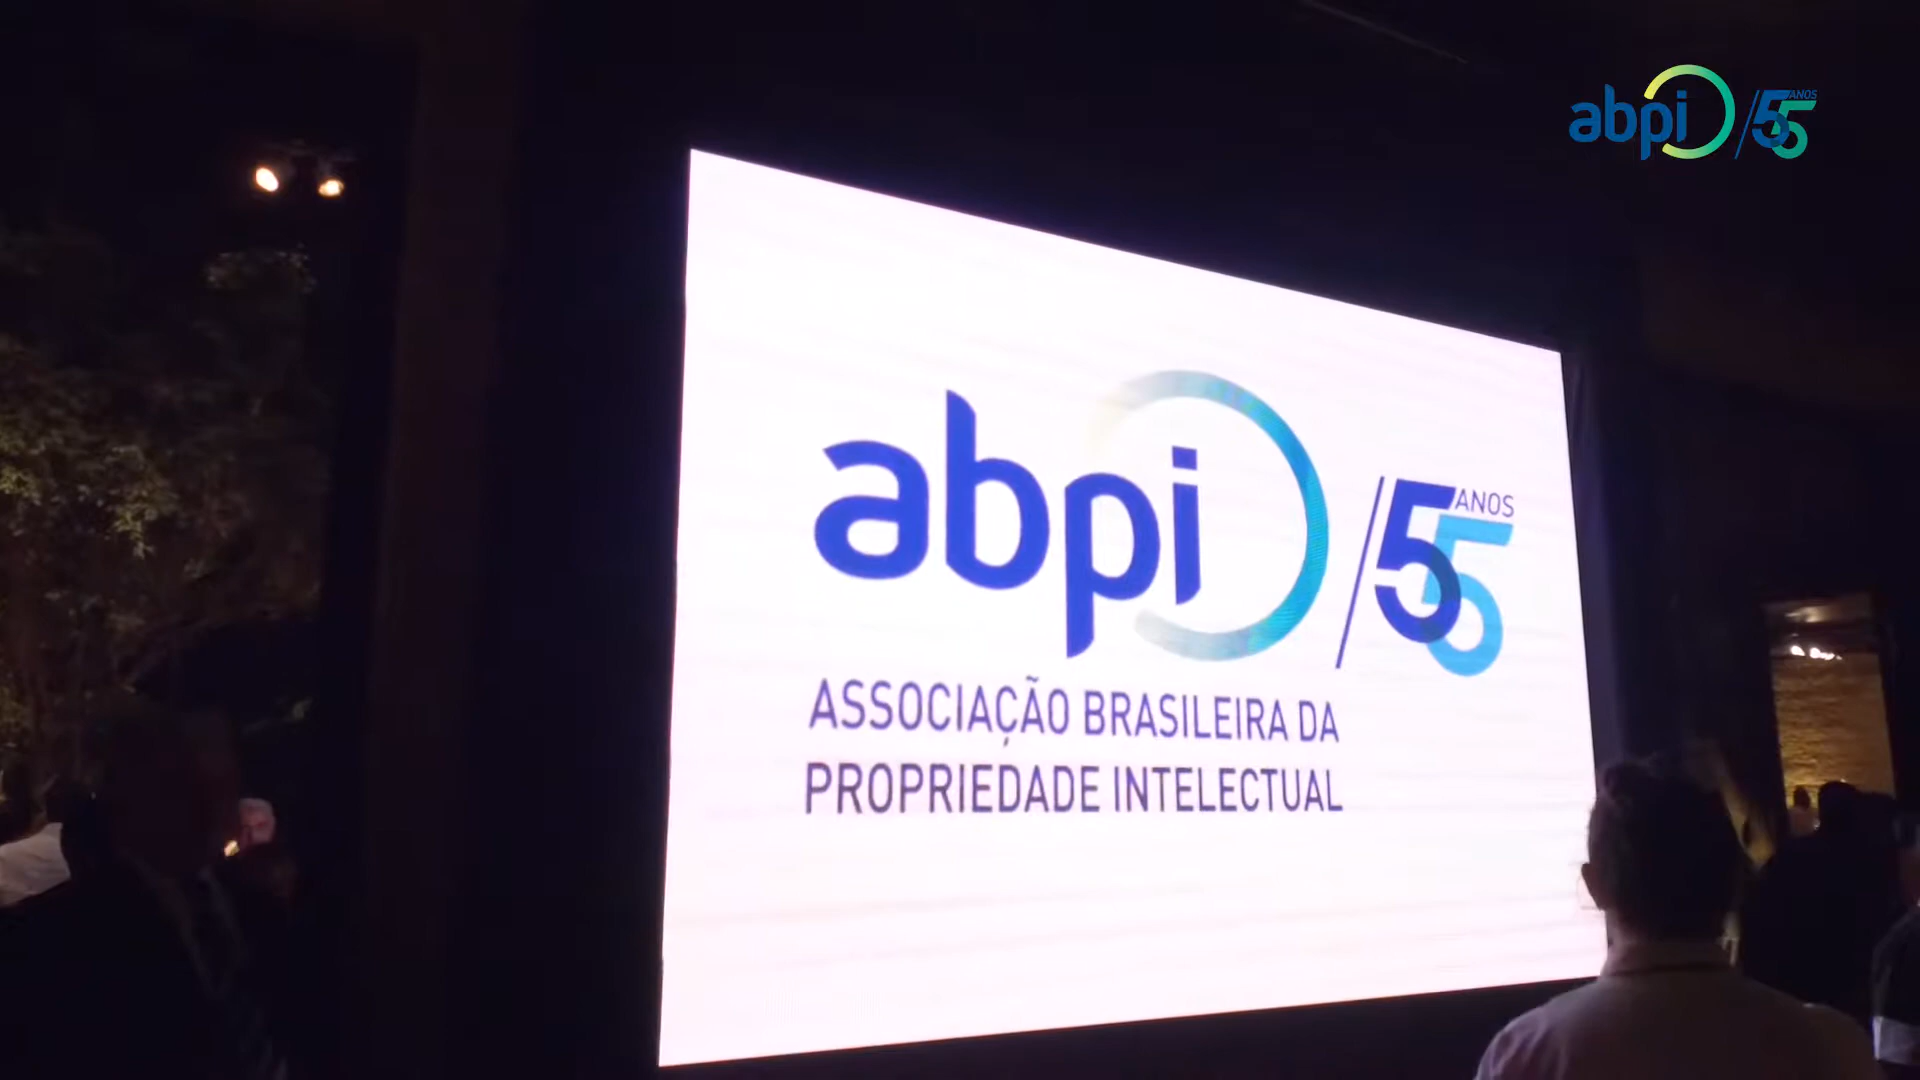 abpi /55 ANOS
abpi /55 ANOS
ASSOCIAÇÃO BRASILEIRA DA
PROPRIEDADE INTELECTUAL